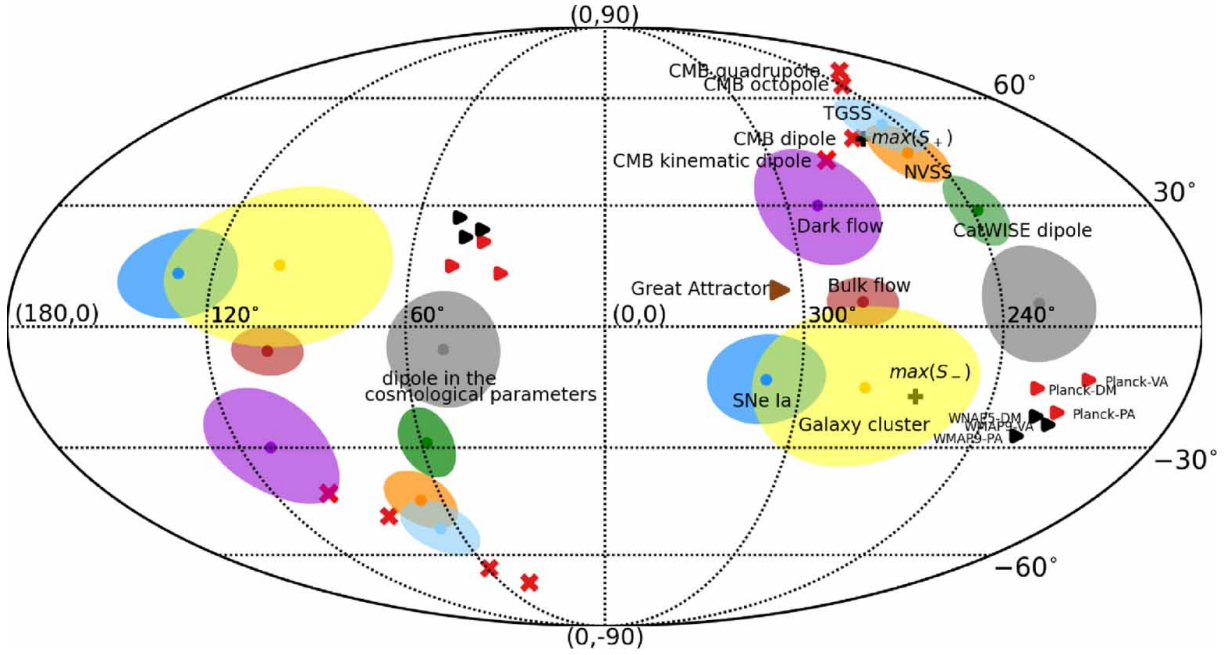 (0,90)
CMB quadrupole
CMB octopole
60°
TGSS
CMB dipole
max(S₊)
CMB kinematic dipole
NVSS
30°
Dark flow
CatWISE dipole
Great Attractor
Bulk flow
(180,0)
120°
60°
(0,0)
300°
240°
dipole in the
cosmological parameters
SNe Ia
max(S₋)
Planck-VA
Planck-DM
Planck-PA
Galaxy cluster
WNAP5-DM
WMAP9-VA
WMAP9-PA
−30°
−60°
(0,-90)